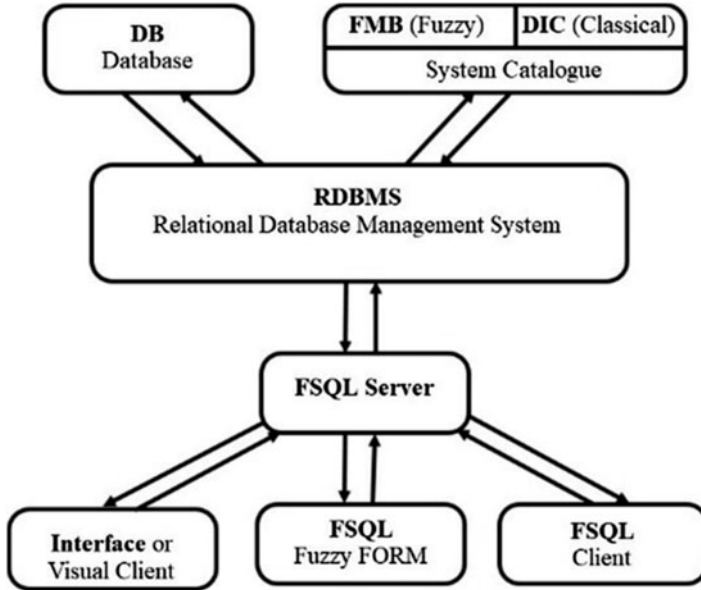 DB
Database
FMB (Fuzzy)
DIC (Classical)
System Catalogue
RDBMS
Relational Database Management System
FSQL Server
Interface or
Visual Client
FSQL
Fuzzy FORM
FSQL
Client